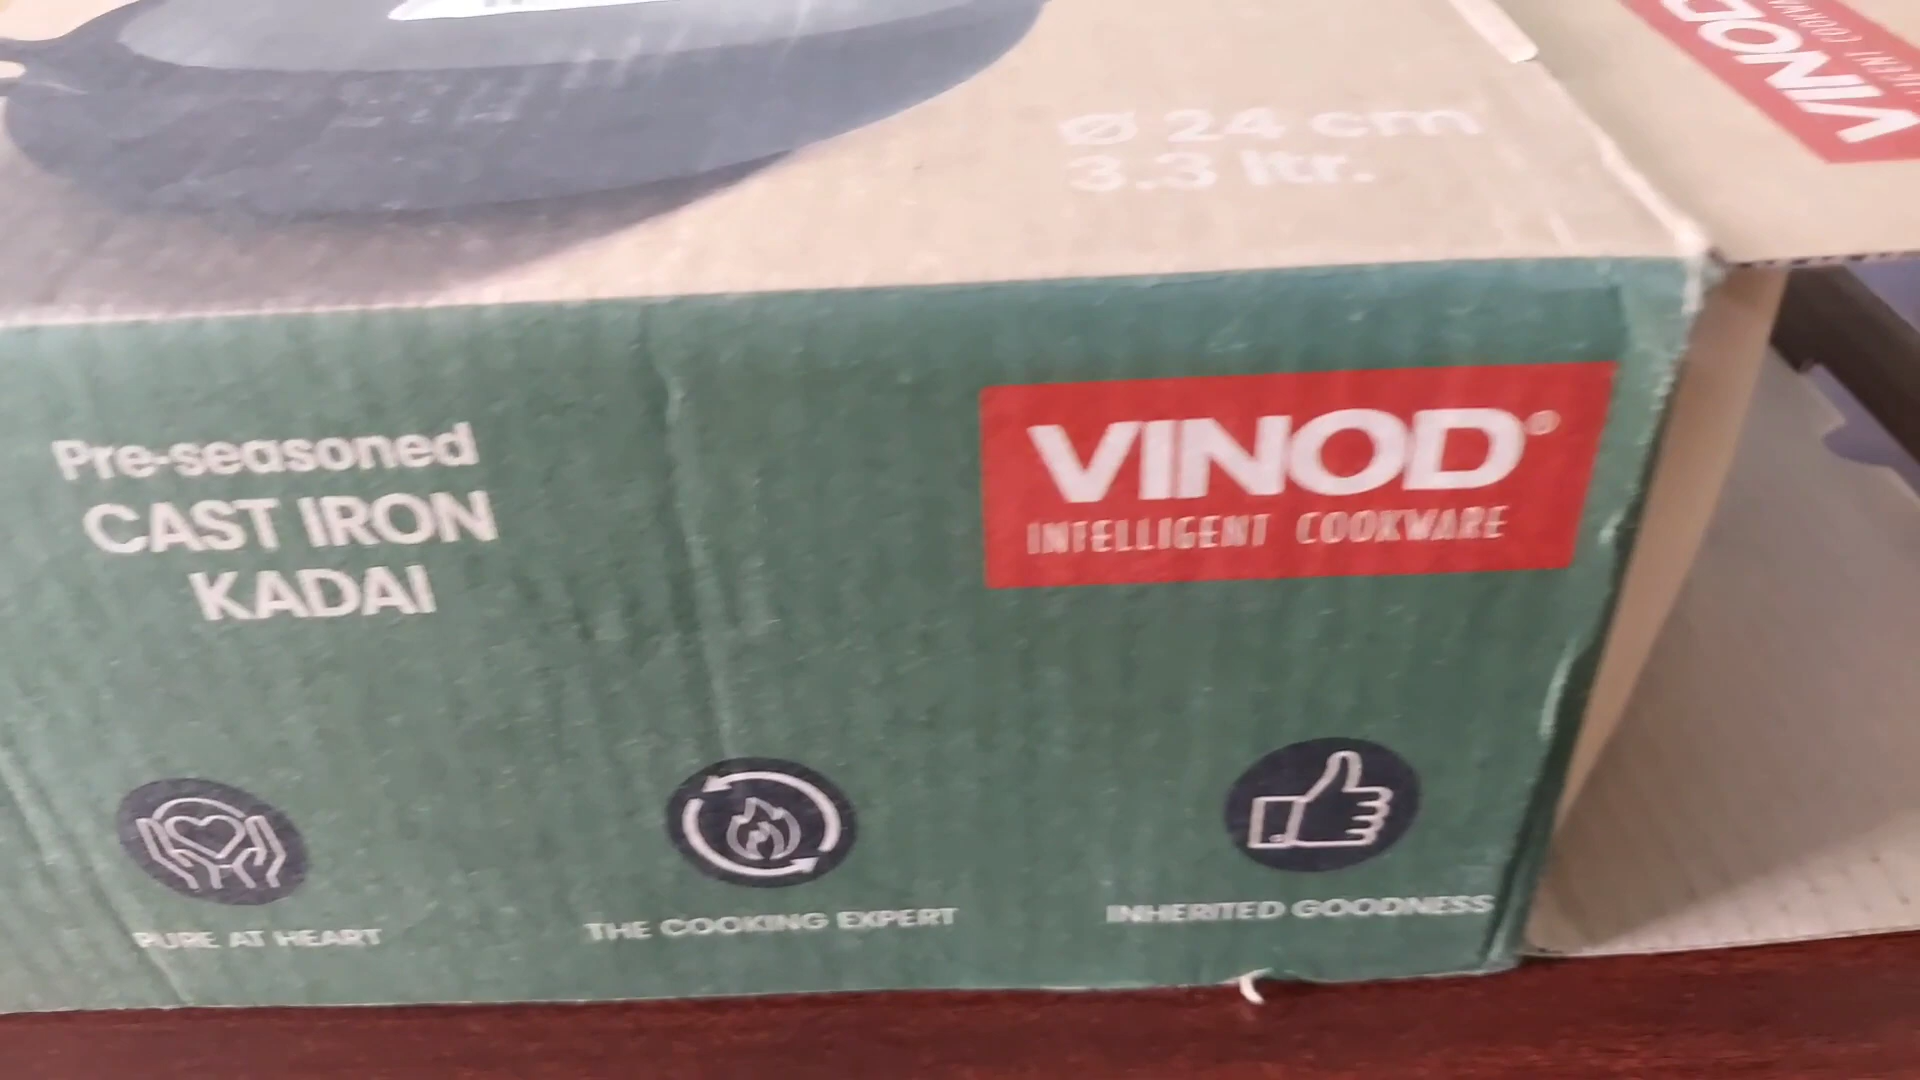 Ø 24 cm
3.3 ltr.
VINOD
Pre-seasoned
CAST IRON
KADAI
VINOD®
INTELLIGENT COOKWARE
PURE AT HEART
THE COOKING EXPERT
INHERITED GOODNESS